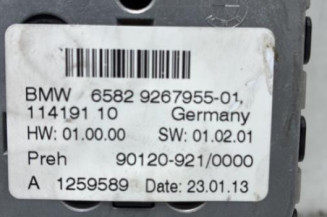 BMW 6582 9267955-01,
114191 10 Germany
HW: 01.00.00 SW: 01.02.01
Preh 90120-921/0000
A 1259589 Date: 23.01.13